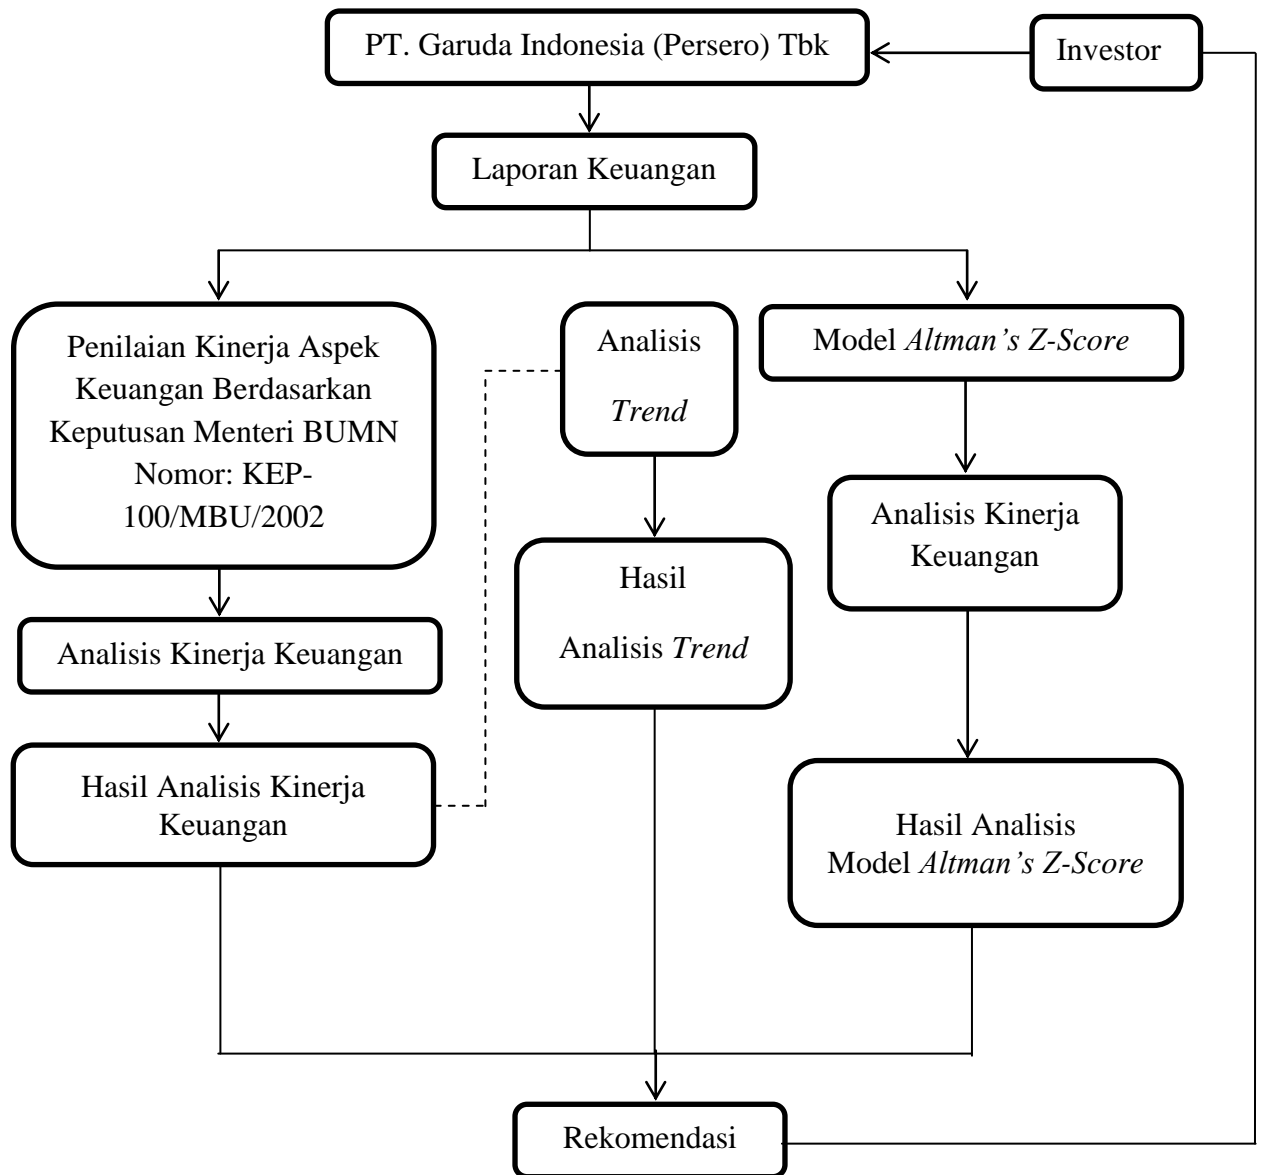 PT. Garuda Indonesia (Persero) Tbk
Investor
Laporan Keuangan
Penilaian Kinerja Aspek
Keuangan Berdasarkan
Keputusan Menteri BUMN
Nomor: KEP-
100/MBU/2002
Analisis
Trend
Model Altman’s Z-Score
Analisis Kinerja
Keuangan
Hasil
Analisis Trend
Analisis Kinerja Keuangan
Hasil Analisis Kinerja
Keuangan
Hasil Analisis
Model Altman’s Z-Score
Rekomendasi